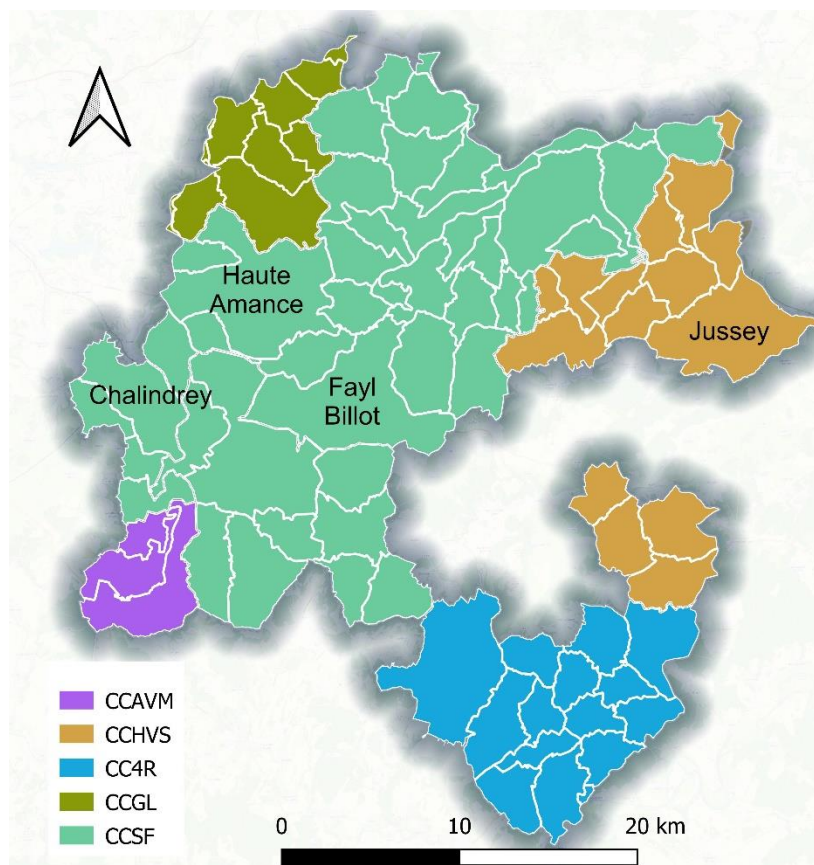 Haute
Amance
Jussey
Chalindrey
Fayl
Billot
CCAVM
CCHVS
CC4R
CCGL
CCSF
0 10 20 km